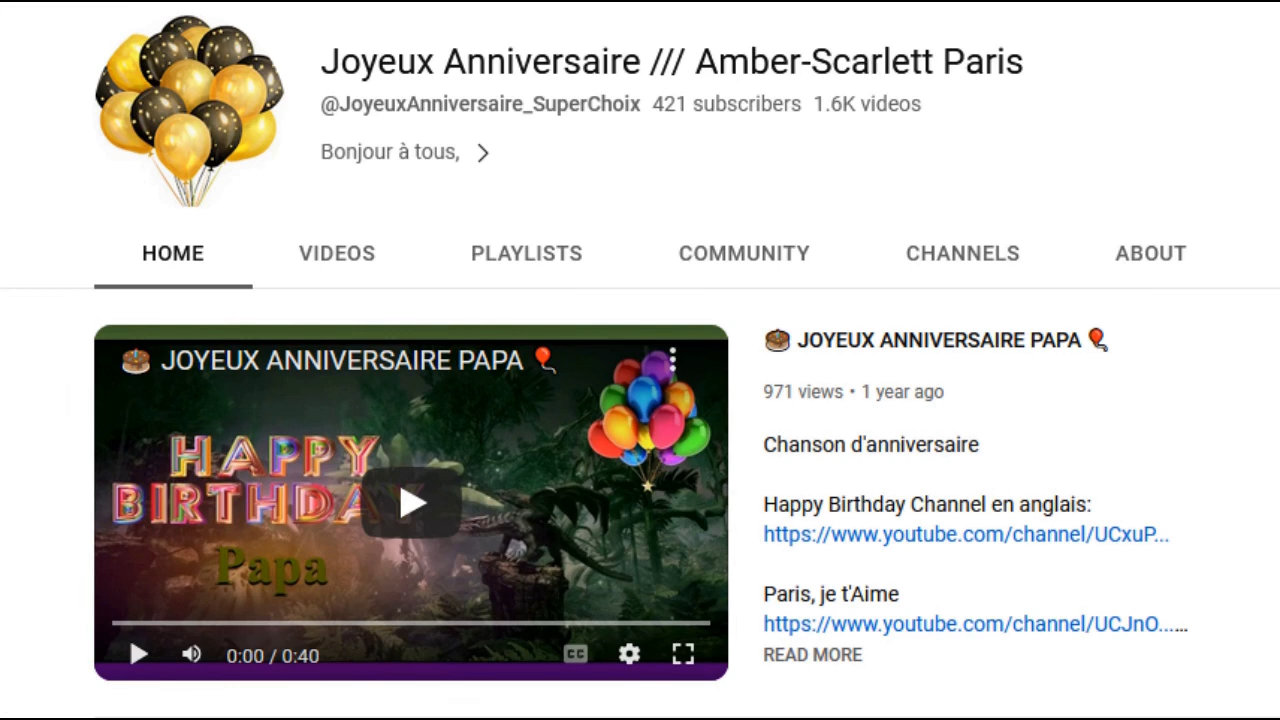 Joyeux Anniversaire /// Amber-Scarlett Paris
@JoyeuxAnniversaire_SuperChoix 421 subscribers 1.6K videos
Bonjour à tous,
HOME VIDEOS PLAYLISTS COMMUNITY CHANNELS ABOUT
JOYEUX ANNIVERSAIRE PAPA
HAPPY
BIRTHDAY
Papa
0:00 / 0:40
CC
JOYEUX ANNIVERSAIRE PAPA
971 views • 1 year ago
Chanson d'anniversaire
Happy Birthday Channel en anglais:
https://www.youtube.com/channel/UCxuP...
Paris, je t'Aime
https://www.youtube.com/channel/UCJnO......
READ MORE